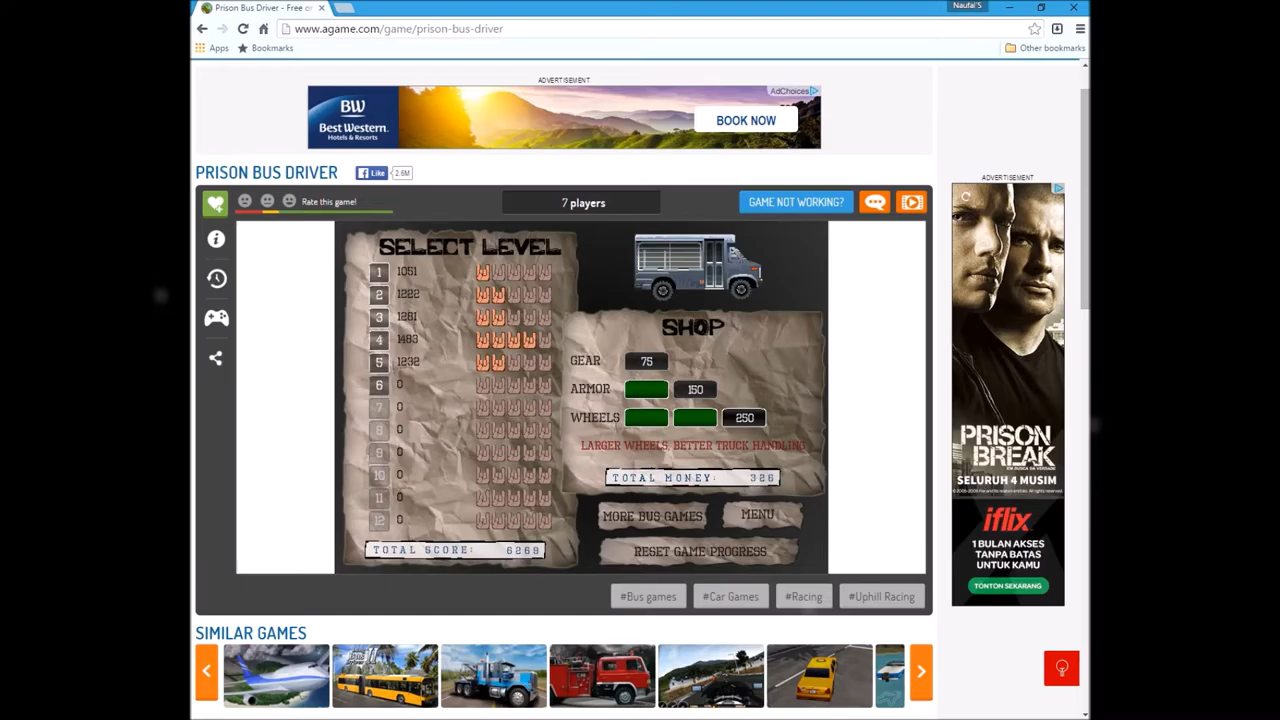 Prison Bus Driver - Free o
Naufal'S
www.agame.com/game/prison-bus-driver
Apps
Bookmarks
Other bookmarks
ADVERTISEMENT
BW
Best Western
Hotels & Resorts
AdChoices
BOOK NOW
PRISON BUS DRIVER
Like
2.6M
Rate this game!
7 players
GAME NOT WORKING?
SELECT LEVEL
1 1051
2 1222
3 1281
4 1483
5 1232
6 0
7 0
8 0
9 0
10 0
11 0
12 0
TOTAL SCORE: 6269
SHOP
GEAR 75
ARMOR 150
WHEELS 250
LARGER WHEELS, BETTER TRUCK HANDLING
TOTAL MONEY: 326
MORE BUS GAMES
MENU
RESET GAME PROGRESS
#Bus games
#Car Games
#Racing
#Uphill Racing
SIMILAR GAMES
ADVERTISEMENT
PRISON
BREAK
SELURUH 4 MUSIM
iflix
1 BULAN AKSES
TANPA BATAS
UNTUK KAMU
TONTON SEKARANG